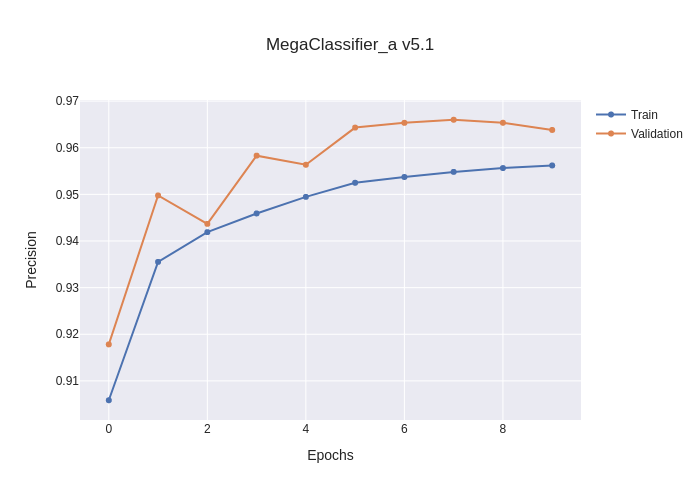 MegaClassifier_a v5.1
0.97
0.96
0.95
0.94
0.93
0.92
0.91
Precision
0 2 4 6 8
Epochs
Train
Validation